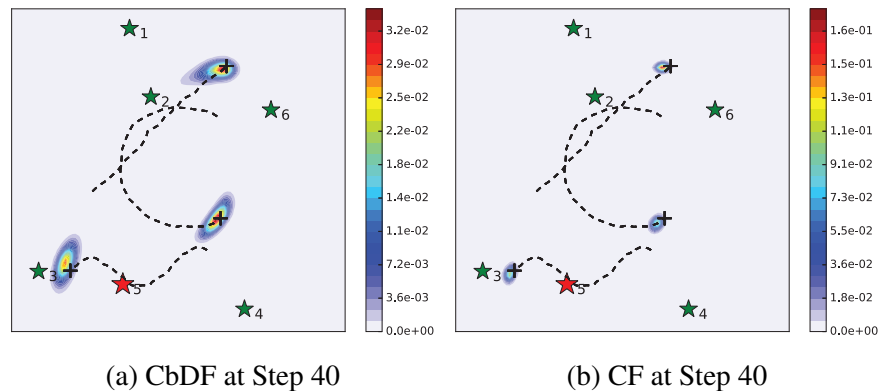 1
2
6
3
5
4
3.2e-02
2.9e-02
2.5e-02
2.2e-02
1.8e-02
1.4e-02
1.1e-02
7.2e-03
3.6e-03
0.0e+00
(a) CbDF at Step 40
1
2
6
3
5
4
1.6e-01
1.5e-01
1.3e-01
1.1e-01
9.1e-02
7.3e-02
5.5e-02
3.6e-02
1.8e-02
0.0e+00
(b) CF at Step 40